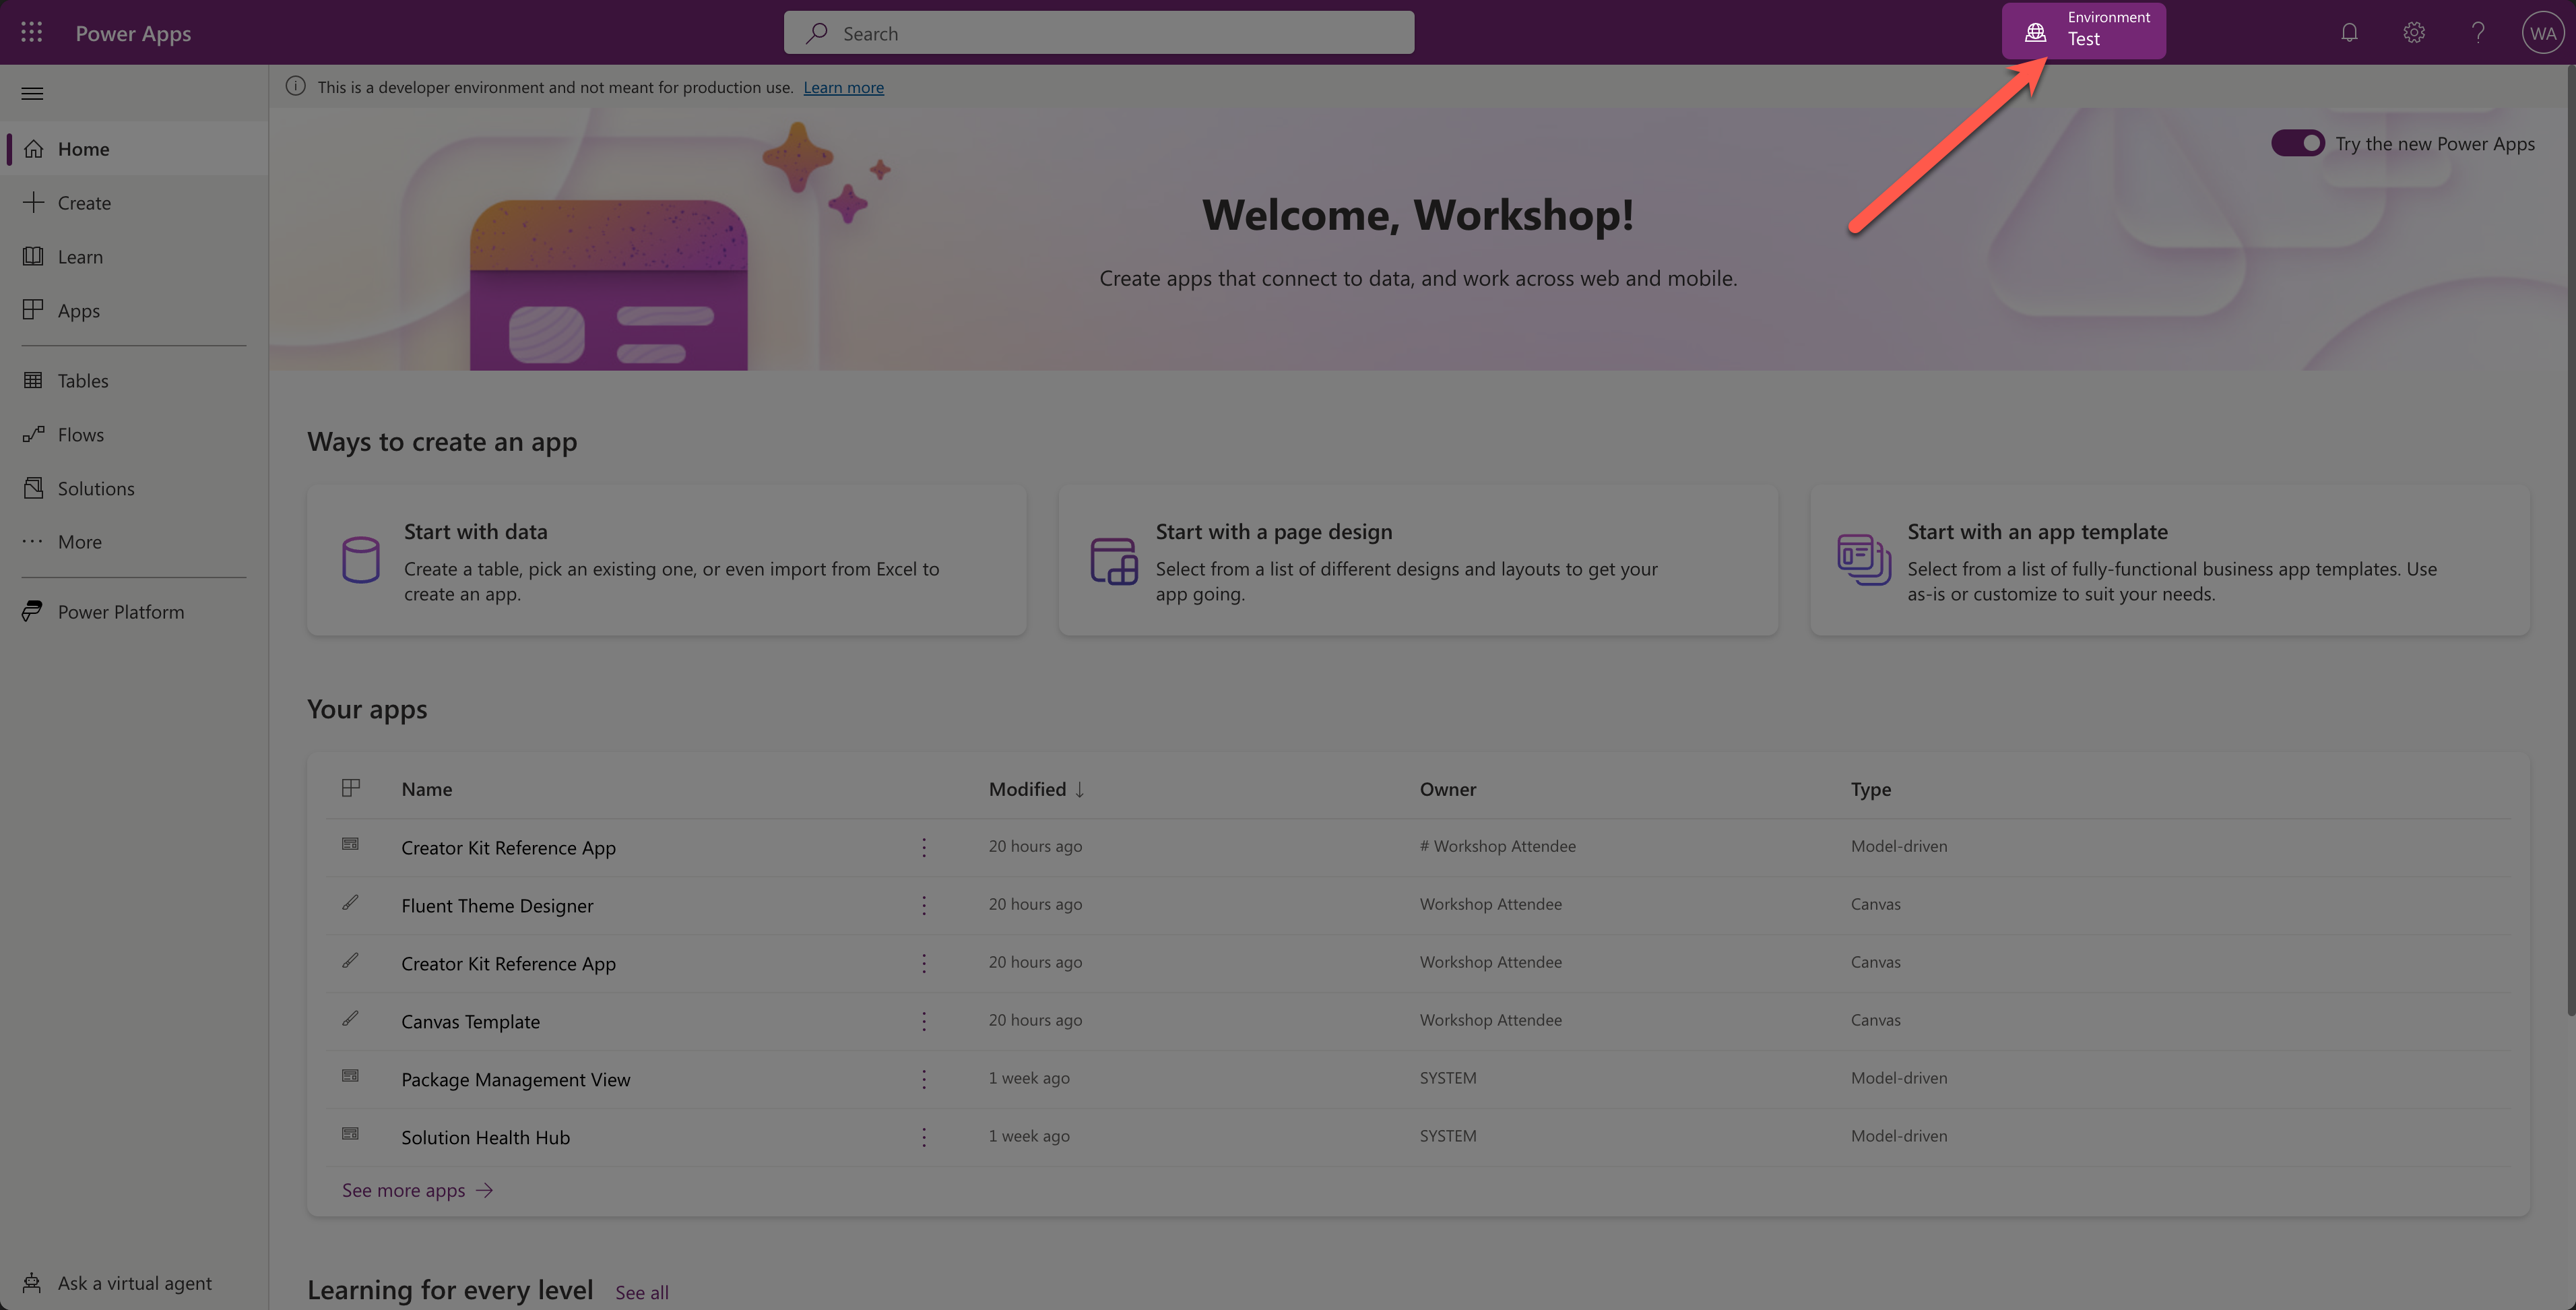 Power Apps
Search
Environment
Test
?
WA
This is a developer environment and not meant for production use. Learn more
Home
Create
Learn
Apps
Tables
Flows
Solutions
More
Power Platform
Ask a virtual agent
Try the new Power Apps
Welcome, Workshop!
Create apps that connect to data, and work across web and mobile.
Ways to create an app
Start with data
Create a table, pick an existing one, or even import from Excel to
create an app.
Start with a page design
Select from a list of different designs and layouts to get your
app going.
Start with an app template
Select from a list of fully-functional business app templates. Use
as-is or customize to suit your needs.
Your apps
Name Modified ↓ Owner Type
Creator Kit Reference App 20 hours ago # Workshop Attendee Model-driven
Fluent Theme Designer 20 hours ago Workshop Attendee Canvas
Creator Kit Reference App 20 hours ago Workshop Attendee Canvas
Canvas Template 20 hours ago Workshop Attendee Canvas
Package Management View 1 week ago SYSTEM Model-driven
Solution Health Hub 1 week ago SYSTEM Model-driven
See more apps →
Learning for every level See all